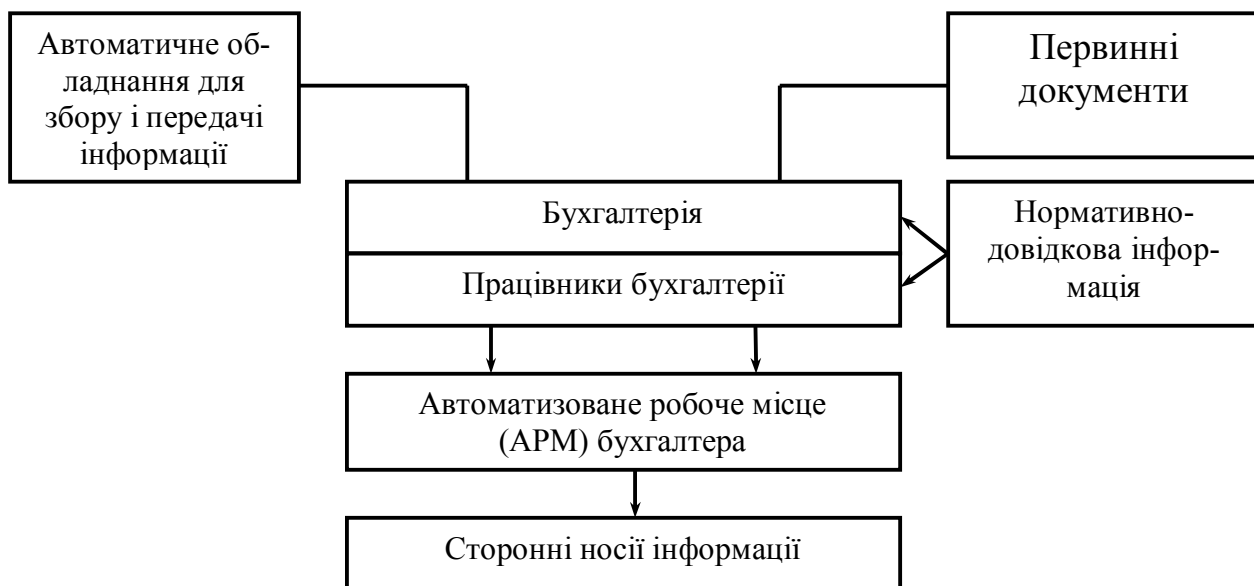 Автоматичне об-
ладнання для
збору і передачі
інформації
Первинні
документи
Бухгалтерія
Нормативно-
довідкова інфор-
мація
Працівники бухгалтерії
Автоматизоване робоче місце
(АРМ) бухгалтера
Сторонні носії інформації